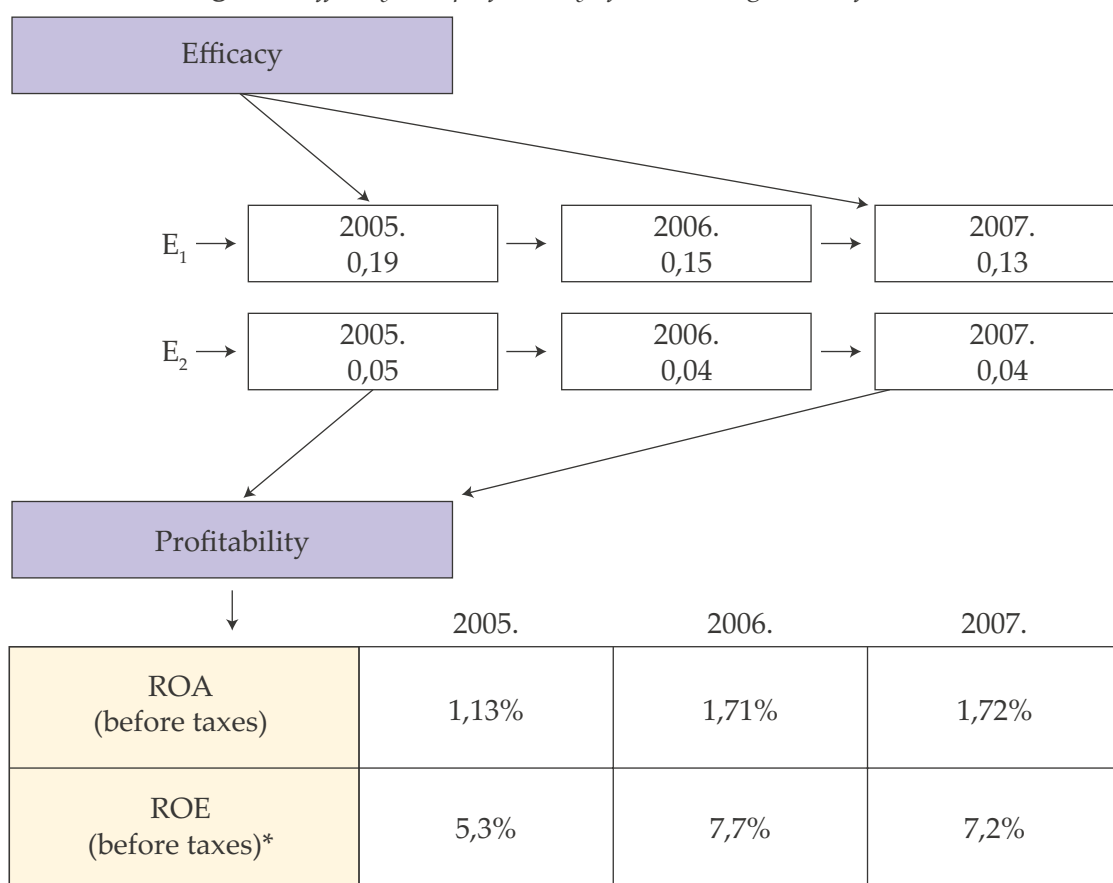 Efficacy
E1
2005.
0,19
2006.
0,15
2007.
0,13
E2
2005.
0,05
2006.
0,04
2007.
0,04
Profitability
2005. 2006. 2007.
ROA
(before taxes)
1,13% 1,71% 1,72%
ROE
(before taxes)*
5,3% 7,7% 7,2%